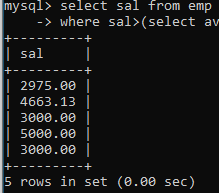 mysql> select sal from emp
    -> where sal>(select av
+---------+
| sal     |
+---------+
| 2975.00 |
| 4663.13 |
| 3000.00 |
| 5000.00 |
| 3000.00 |
+---------+
5 rows in set (0.00 sec)